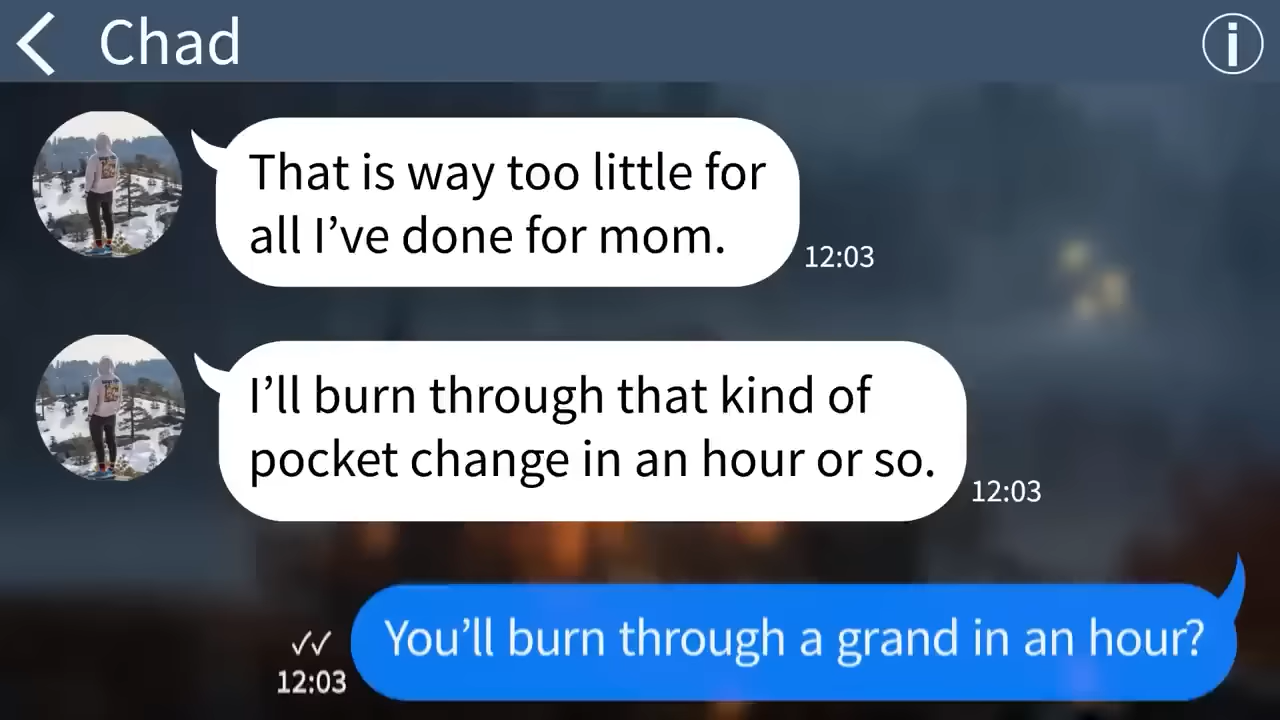 Chad
That is way too little for
all I’ve done for mom.
12:03
I’ll burn through that kind of
pocket change in an hour or so.
12:03
You’ll burn through a grand in an hour?
12:03